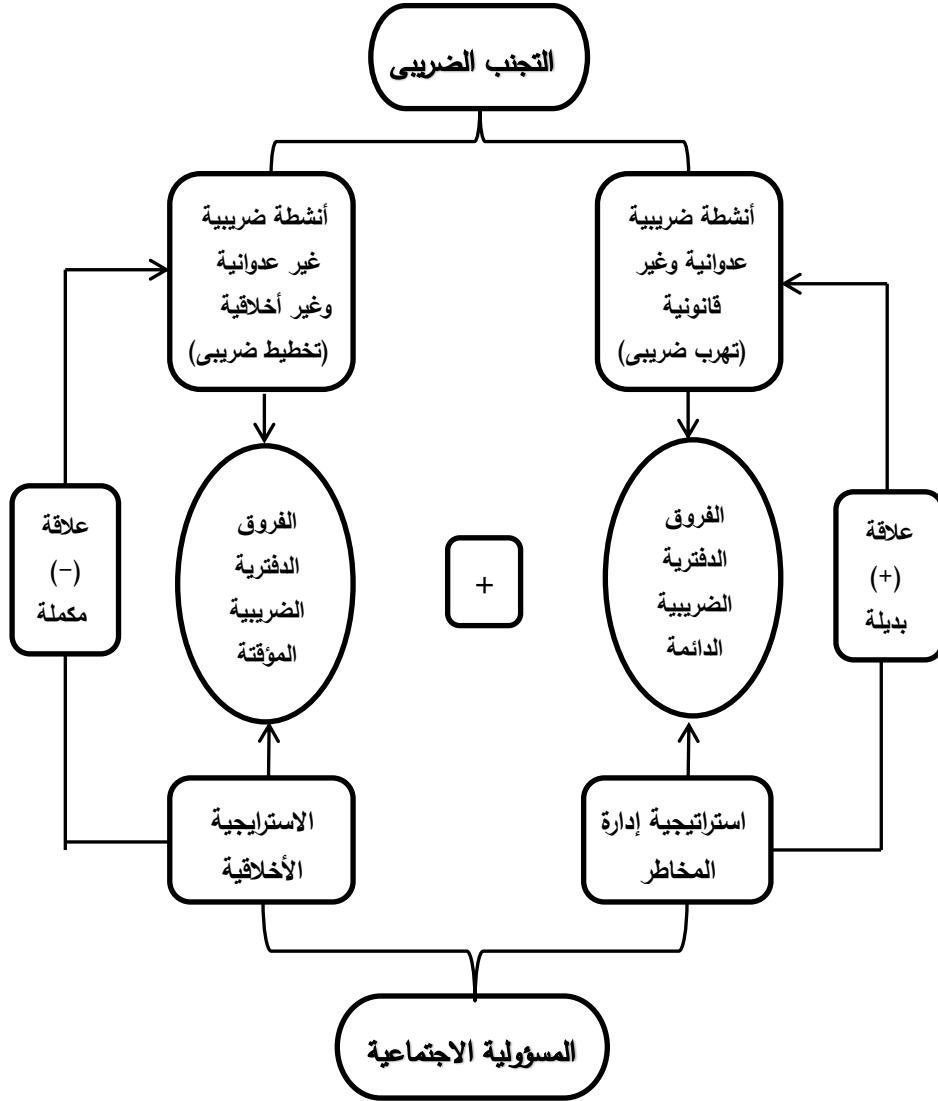 التجنب الضريبى
أنشطة ضريبية
عدوانية وغير
قانونية
(تهرب ضريبى)
أنشطة ضريبية
غير عدوانية
وغير أخلاقية
(تخطيط ضريبى)
علاقة
(+)
بديلة
الفروق
الدفترية
الضريبية
الدائمة
+
الفروق
الدفترية
الضريبية
المؤقتة
علاقة
(−)
مكملة
استراتيجية إدارة
المخاطر
الاسترايجية
الأخلاقية
المسؤولية الاجتماعية